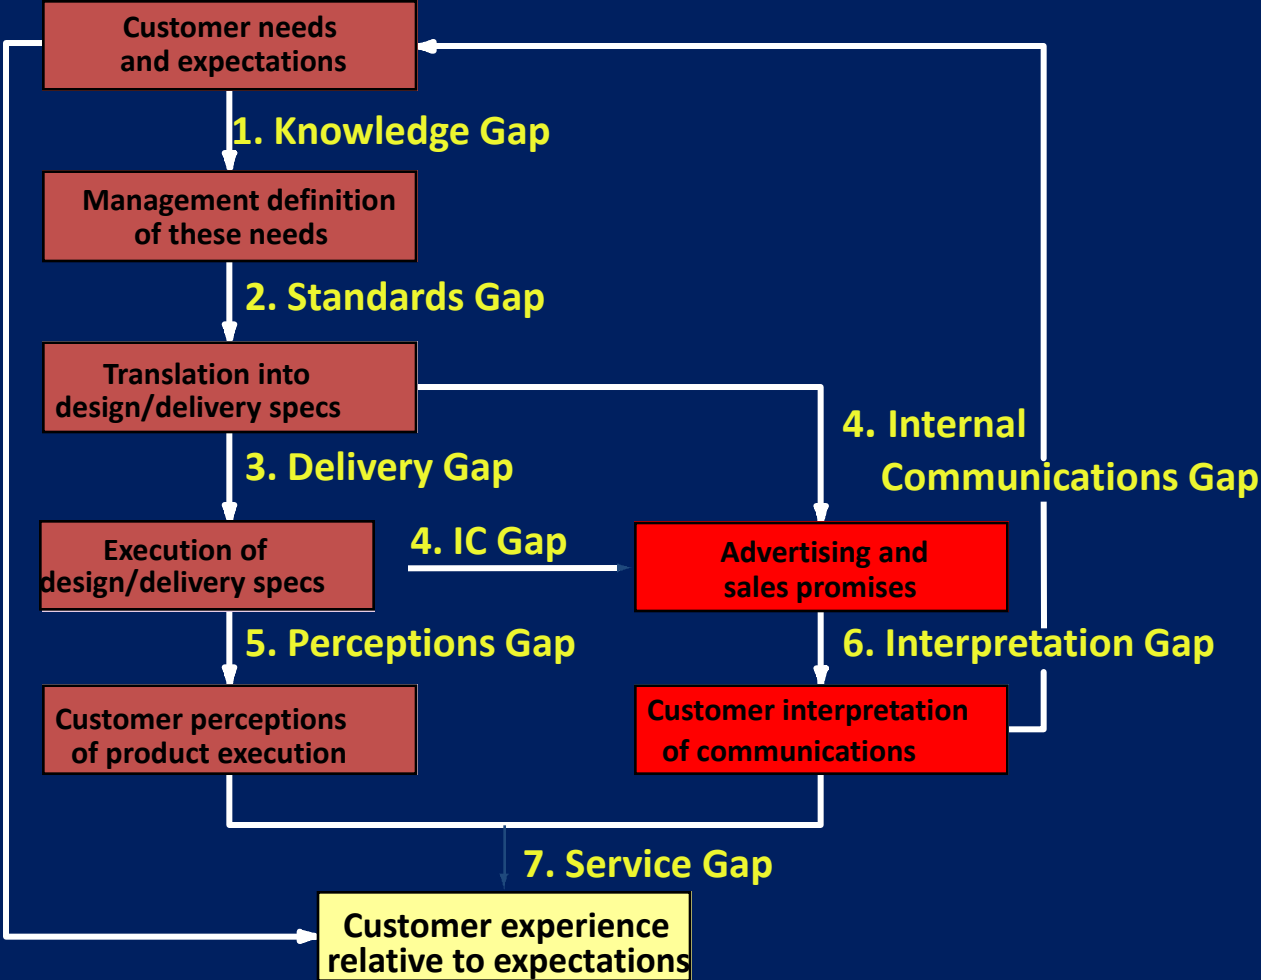 Customer needs
and expectations
1. Knowledge Gap
Management definition
of these needs
2. Standards Gap
Translation into
design/delivery specs
4. Internal
Communications Gap
3. Delivery Gap
Execution of
design/delivery specs
4. IC Gap
Advertising and
sales promises
5. Perceptions Gap
6. Interpretation Gap
Customer perceptions
of product execution
Customer interpretation
of communications
7. Service Gap
Customer experience
relative to expectations